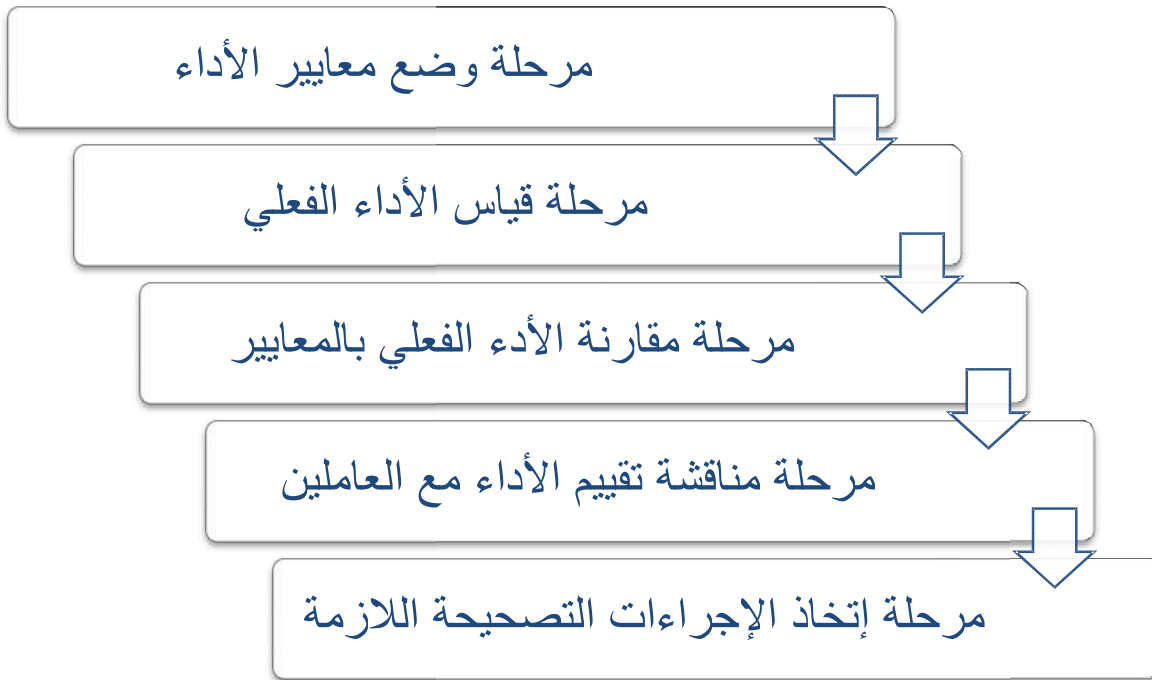 مرحلة وضع معايير الأداء
مرحلة قياس الأداء الفعلي
مرحلة مقارنة الأدء الفعلي بالمعايير
مرحلة مناقشة تقييم الأداء مع العاملين
مرحلة إتخاذ الإجراءات التصحيحة اللازمة